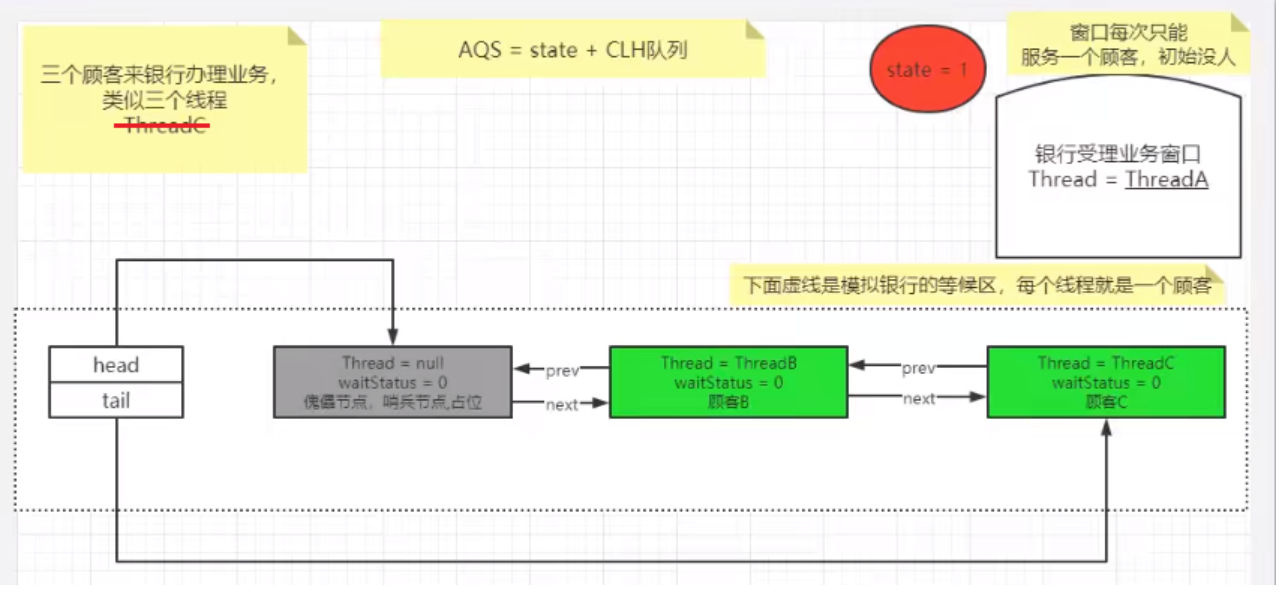 三个顾客来银行办理业务，
类似三个线程
ThreadC
AQS = state + CLH队列
state = 1
窗口每次只能
服务一个顾客，初始没人
银行受理业务窗口
Thread = ThreadA
下面虚线是模拟银行的等候区，每个线程就是一个顾客
head
tail
Thread = null
waitStatus = 0
傀儡节点，哨兵节点,占位
prev
next
Thread = ThreadB
waitStatus = 0
顾客B
prev
next
Thread = ThreadC
waitStatus = 0
顾客C